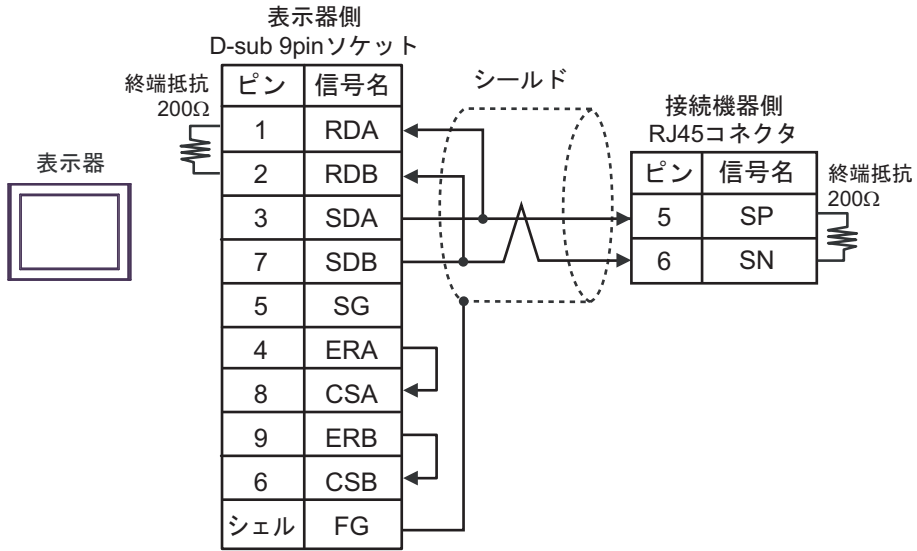 表示器側
D-sub 9pinソケット
終端抵抗
200Ω
ピン 信号名
1 RDA
2 RDB
3 SDA
7 SDB
5 SG
4 ERA
8 CSA
9 ERB
6 CSB
シェル FG
表示器
シールド
接続機器側
RJ45コネクタ
ピン 信号名
5 SP
6 SN
終端抵抗
200Ω